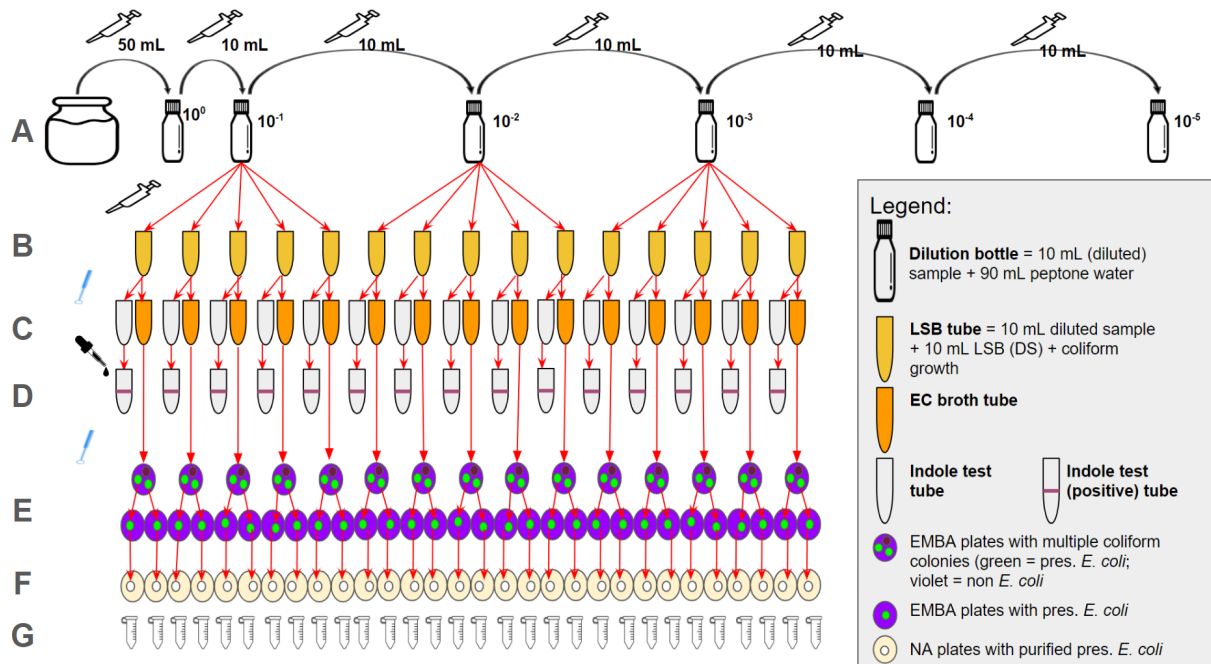 50 mL 10 mL 10 mL 10 mL 10 mL 10 mL
A 10⁰ 10⁻¹ 10⁻² 10⁻³ 10⁻⁴ 10⁻⁵
B
C
D
E
F
G
Legend:
Dilution bottle = 10 mL (diluted)
sample + 90 mL peptone
water
LSB tube = 10 mL diluted sample
+ 10 mL LSB (DS) + coliform
growth
EC broth tube
Indole test
tube
Indole test
(positive) tube
EMBA plates with multiple coliform
colonies (green = pres. E. coli;
violet = non E. coli)
EMBA plates with pres. E. coli
NA plates with purified pres. E. coli